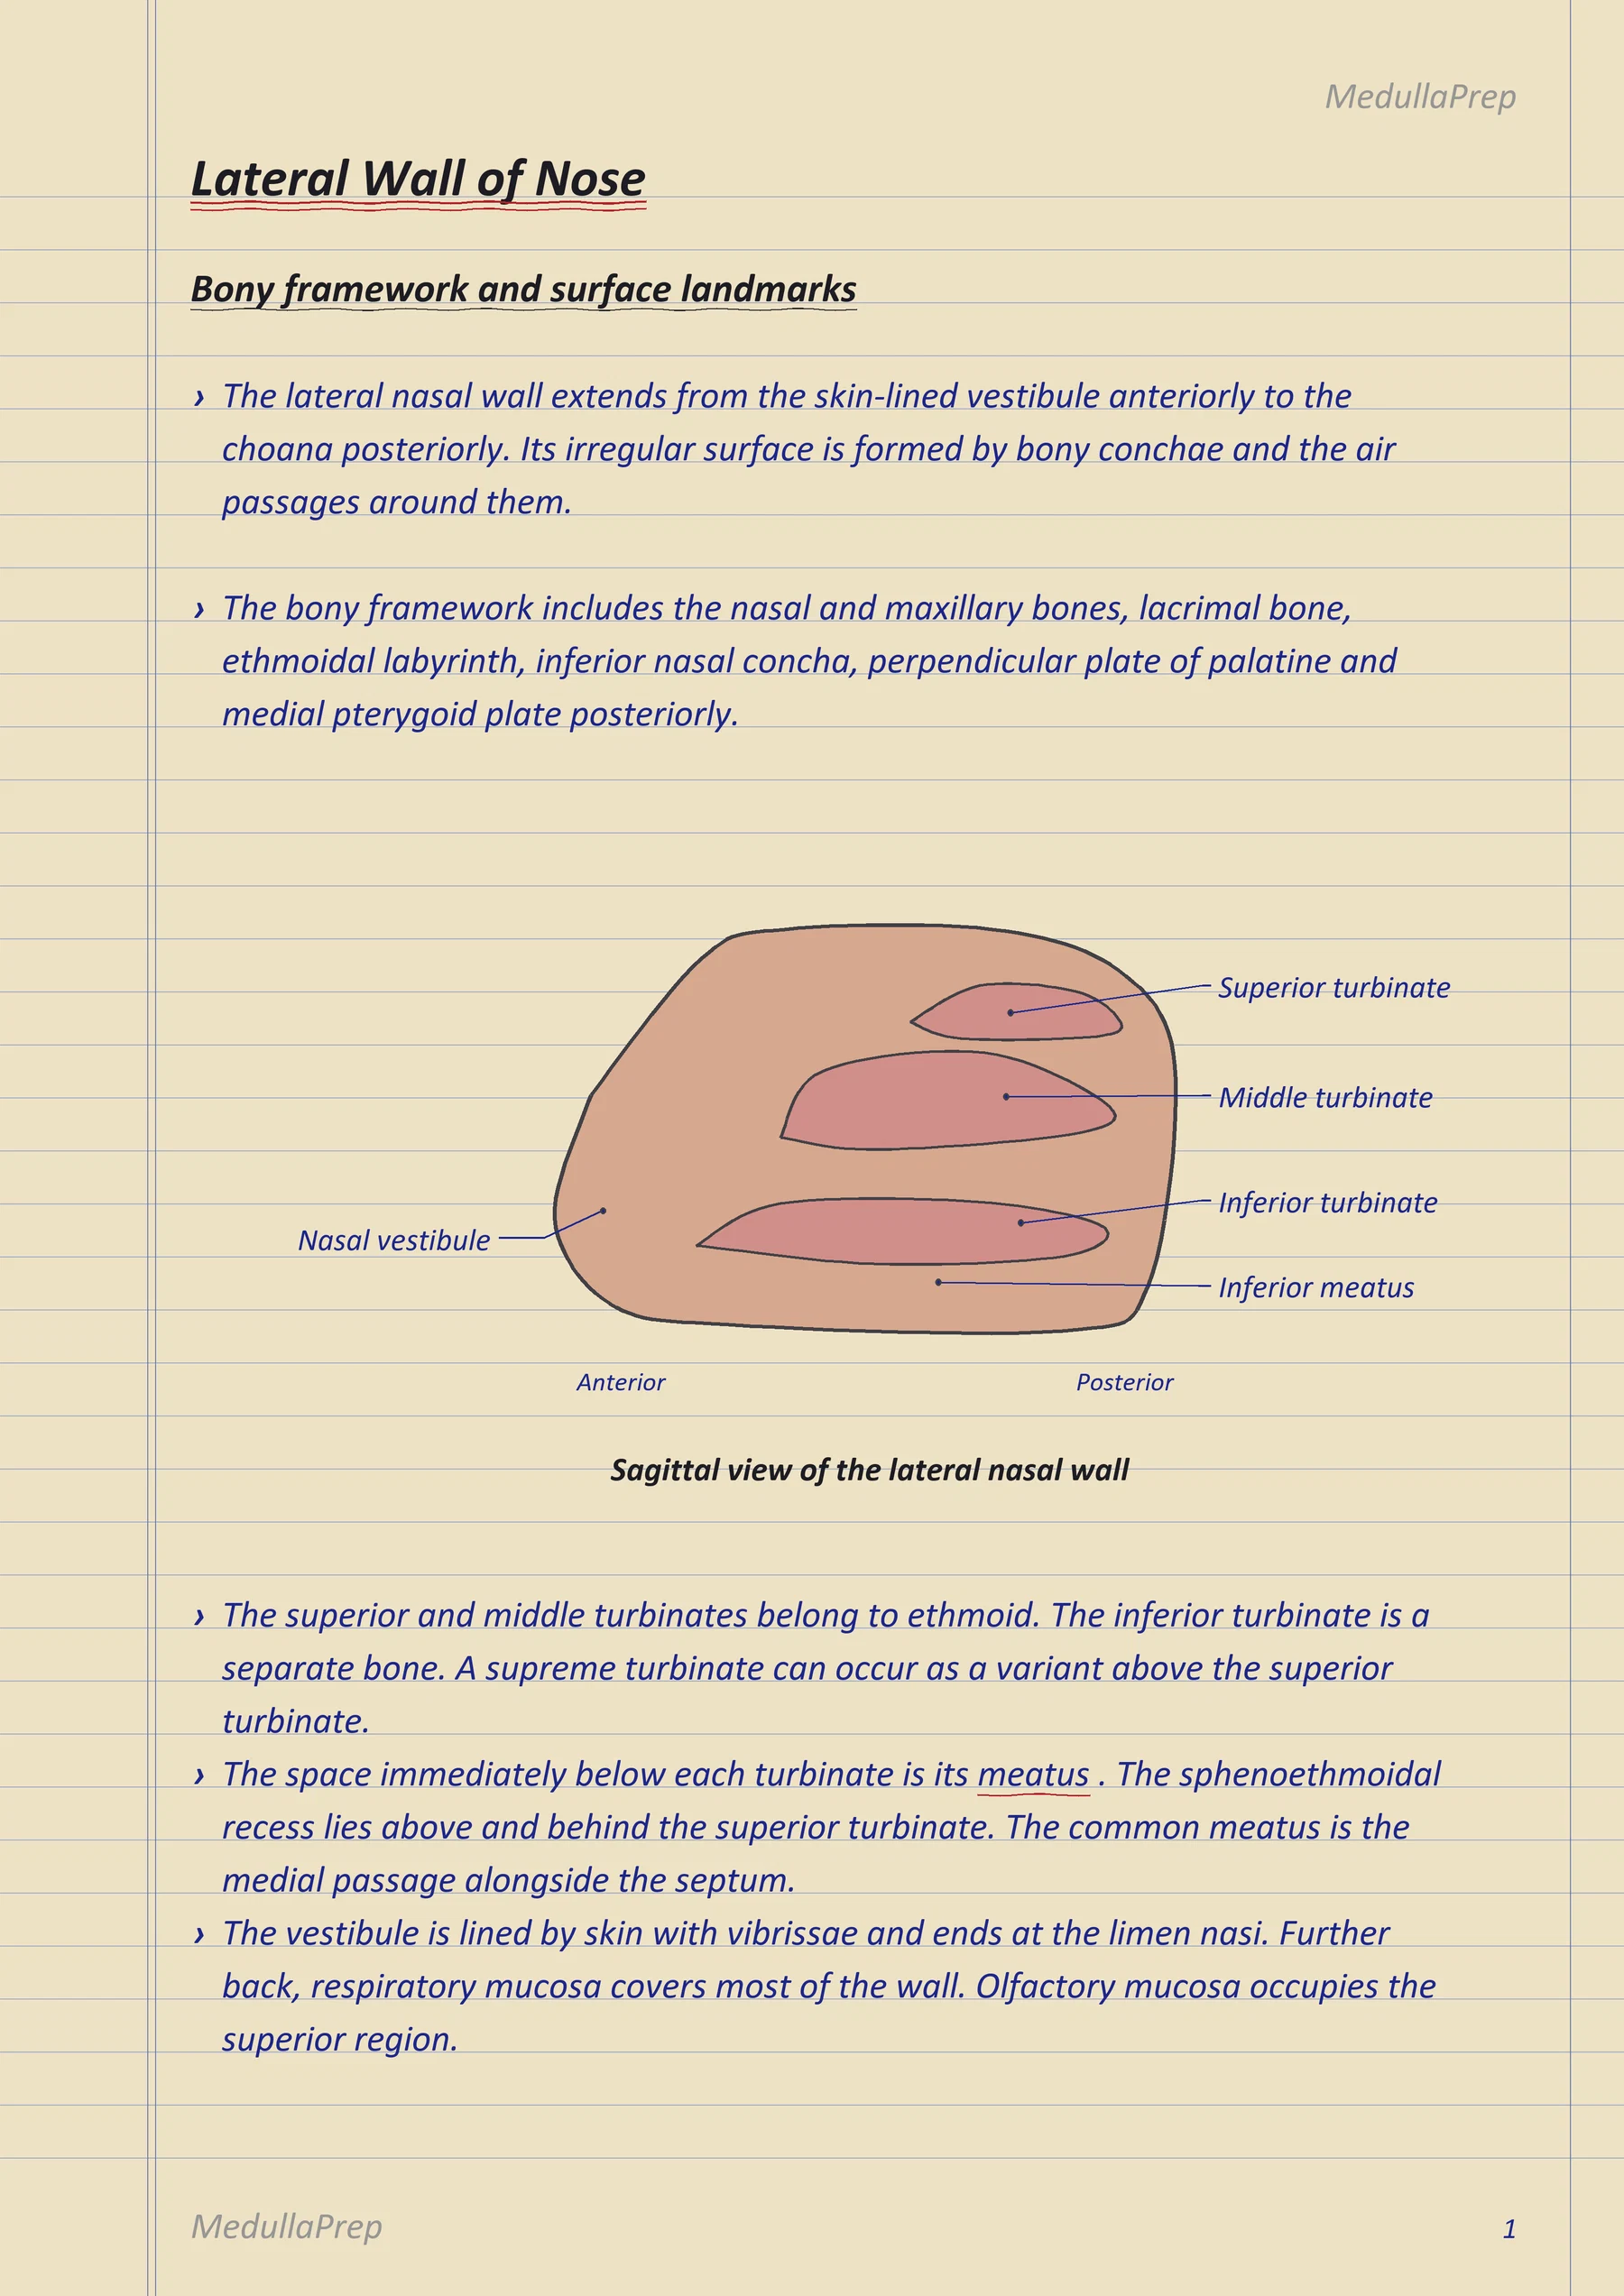 MedullaPrep
Lateral Wall of Nose
Bony framework and surface landmarks
› The lateral nasal wall extends from the skin-lined vestibule anteriorly to the
choana posteriorly. Its irregular surface is formed by bony conchae and the air
passages around them.
› The bony framework includes the nasal and maxillary bones, lacrimal bone,
ethmoidal labyrinth, inferior nasal concha, perpendicular plate of palatine and
medial pterygoid plate posteriorly.
Superior turbinate
Middle turbinate
Inferior turbinate
Nasal vestibule
Inferior meatus
Anterior
Posterior
Sagittal view of the lateral nasal wall
› The superior and middle turbinates belong to ethmoid. The inferior turbinate is a
separate bone. A supreme turbinate can occur as a variant above the superior
turbinate.
› The space immediately below each turbinate is its meatus . The sphenoethmoidal
recess lies above and behind the superior turbinate. The common meatus is the
medial passage alongside the septum.
› The vestibule is lined by skin with vibrissae and ends at the limen nasi. Further
back, respiratory mucosa covers most of the wall. Olfactory mucosa occupies the
superior region.
MedullaPrep
1